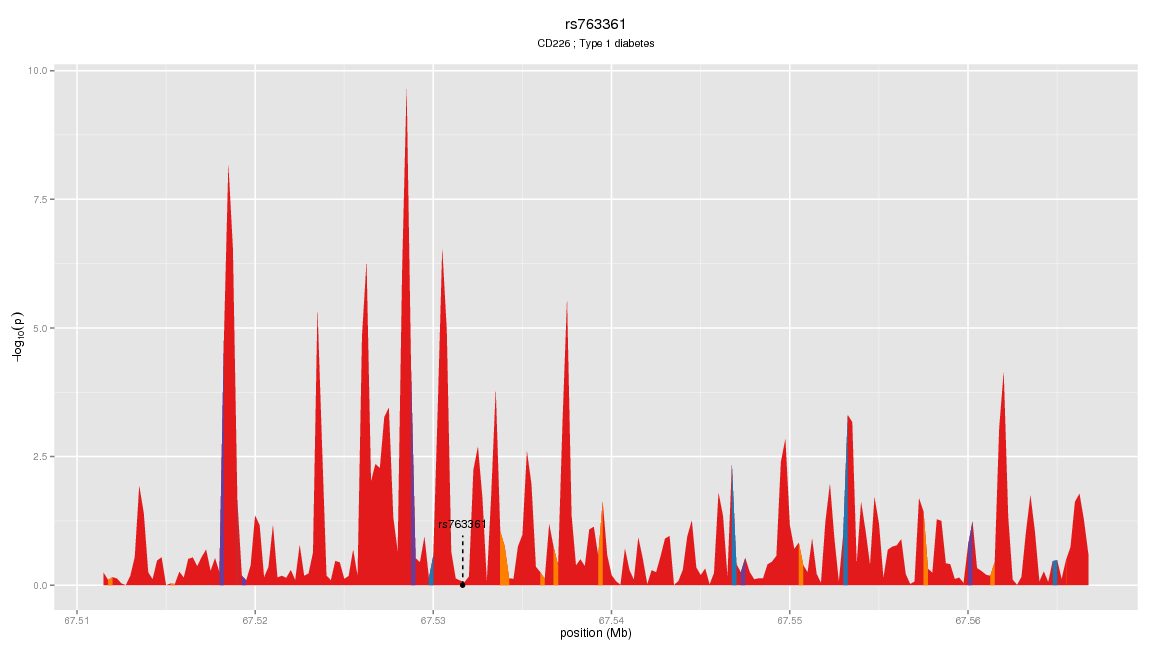 rs763361
CD226 ; Type 1 diabetes
10.0
7.5
5.0
2.5
0.0
−log₁₀(p)
rs763361
67.51 67.52 67.53 67.54 67.55 67.56
position (Mb)